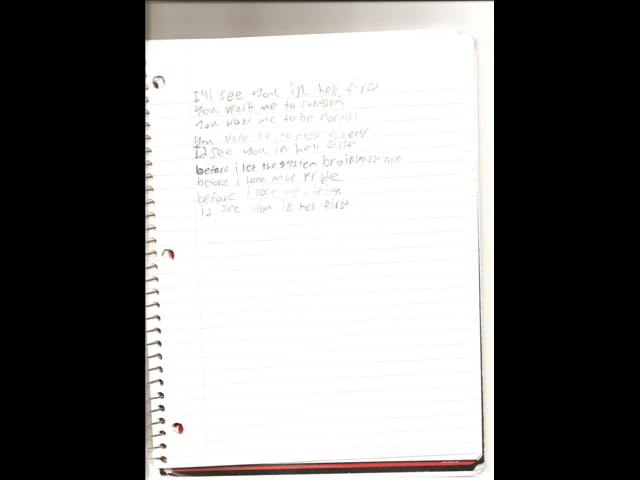 I'll see you in hell first
You want me to conform
You want me to be normal
You want me to
I'd see you in hell first
before i let the system brainwash me
before i lose my pride
before i lose my
i'd see you in hell first